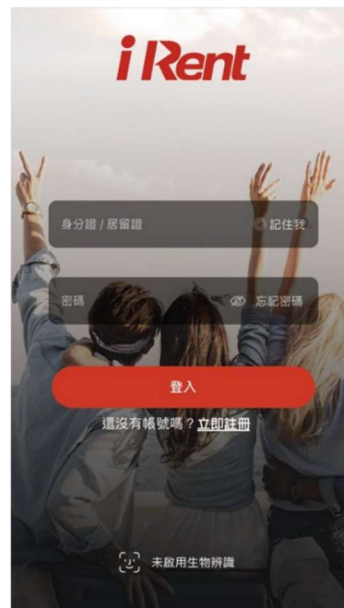 iRent
身分證 / 居留證 記住我
密碼 忘記密碼
登入
還沒有帳號嗎？立即註冊
未啟用生物辨識